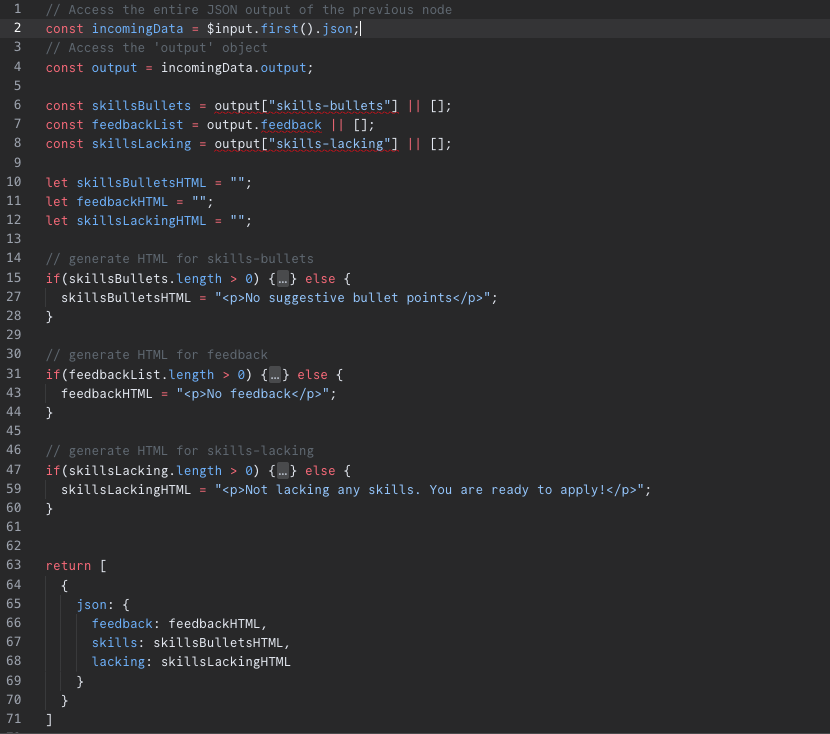 1 // Access the entire JSON output of the previous node
2 const incomingData = $input.first().json;
3 // Access the 'output' object
4 const output = incomingData.output;
5
6 const skillsBullets = output["skills-bullets"] || [];
7 const feedbackList = output.feedback || [];
8 const skillsLacking = output["skills-lacking"] || [];
9
10 let skillsBulletsHTML = "";
11 let feedbackHTML = "";
12 let skillsLackingHTML = "";
13
14 // generate HTML for skills-bullets
15 if(skillsBullets.length > 0) {…} else {
27   skillsBulletsHTML = "<p>No suggestive bullet points</p>";
28 }
29
30 // generate HTML for feedback
31 if(feedbackList.length > 0) {…} else {
43   feedbackHTML = "<p>No feedback</p>";
44 }
45
46 // generate HTML for skills-lacking
47 if(skillsLacking.length > 0) {…} else {
59   skillsLackingHTML = "<p>Not lacking any skills. You are ready to apply!</p>";
60 }
61
62
63 return [
64   {
65     json: {
66       feedback: feedbackHTML,
67       skills: skillsBulletsHTML,
68       lacking: skillsLackingHTML
69     }
70   }
71 ]